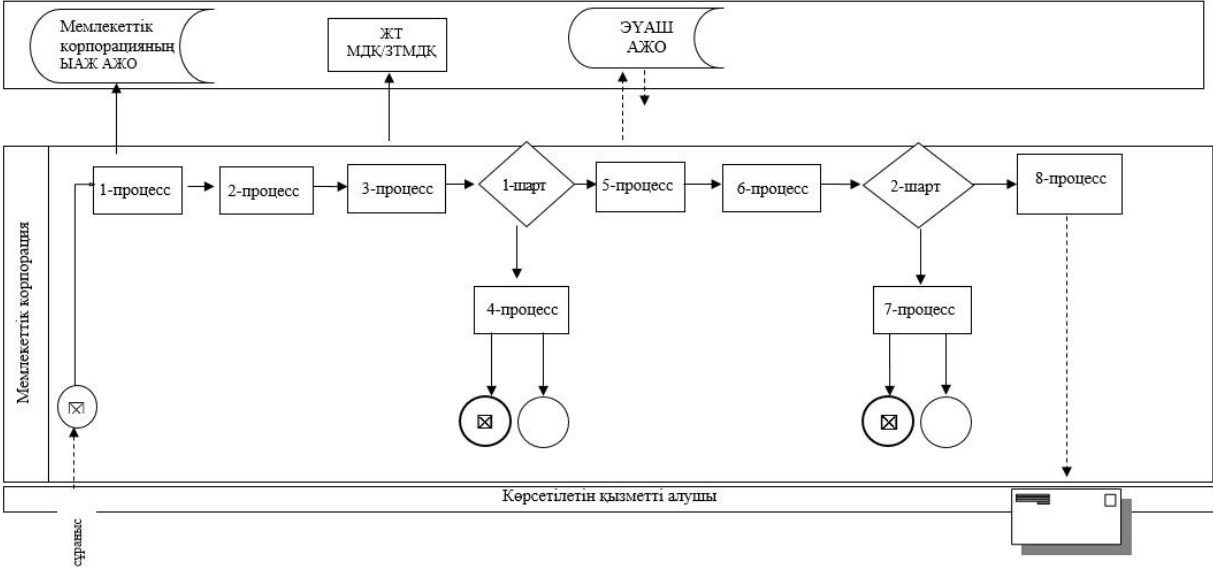 Мемлекеттік
корпорацияның
ЫАЖ АЖО
ЖТ
МДҚ/ЗТМДҚ
ЭҮАШ
АЖО
Мемлекеттік корпорация
1-процесс
2-процесс
3-процесс
1-шарт
5-процесс
6-процесс
2-шарт
8-процесс
4-процесс
7-процесс
Көрсетілетін қызметті алушы
сұраныс